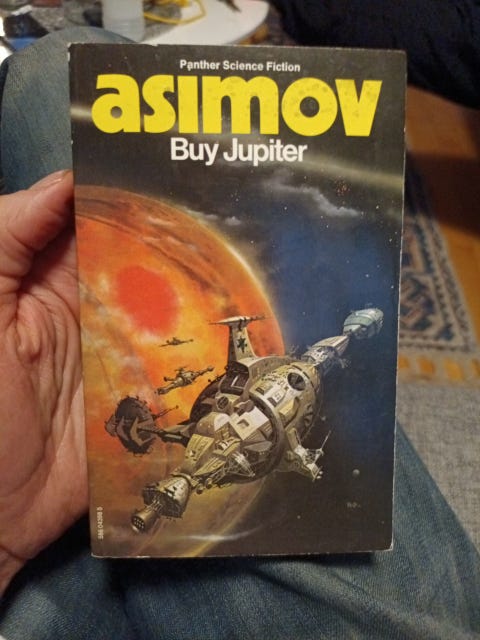 Panther Science Fiction
asimov
Buy Jupiter